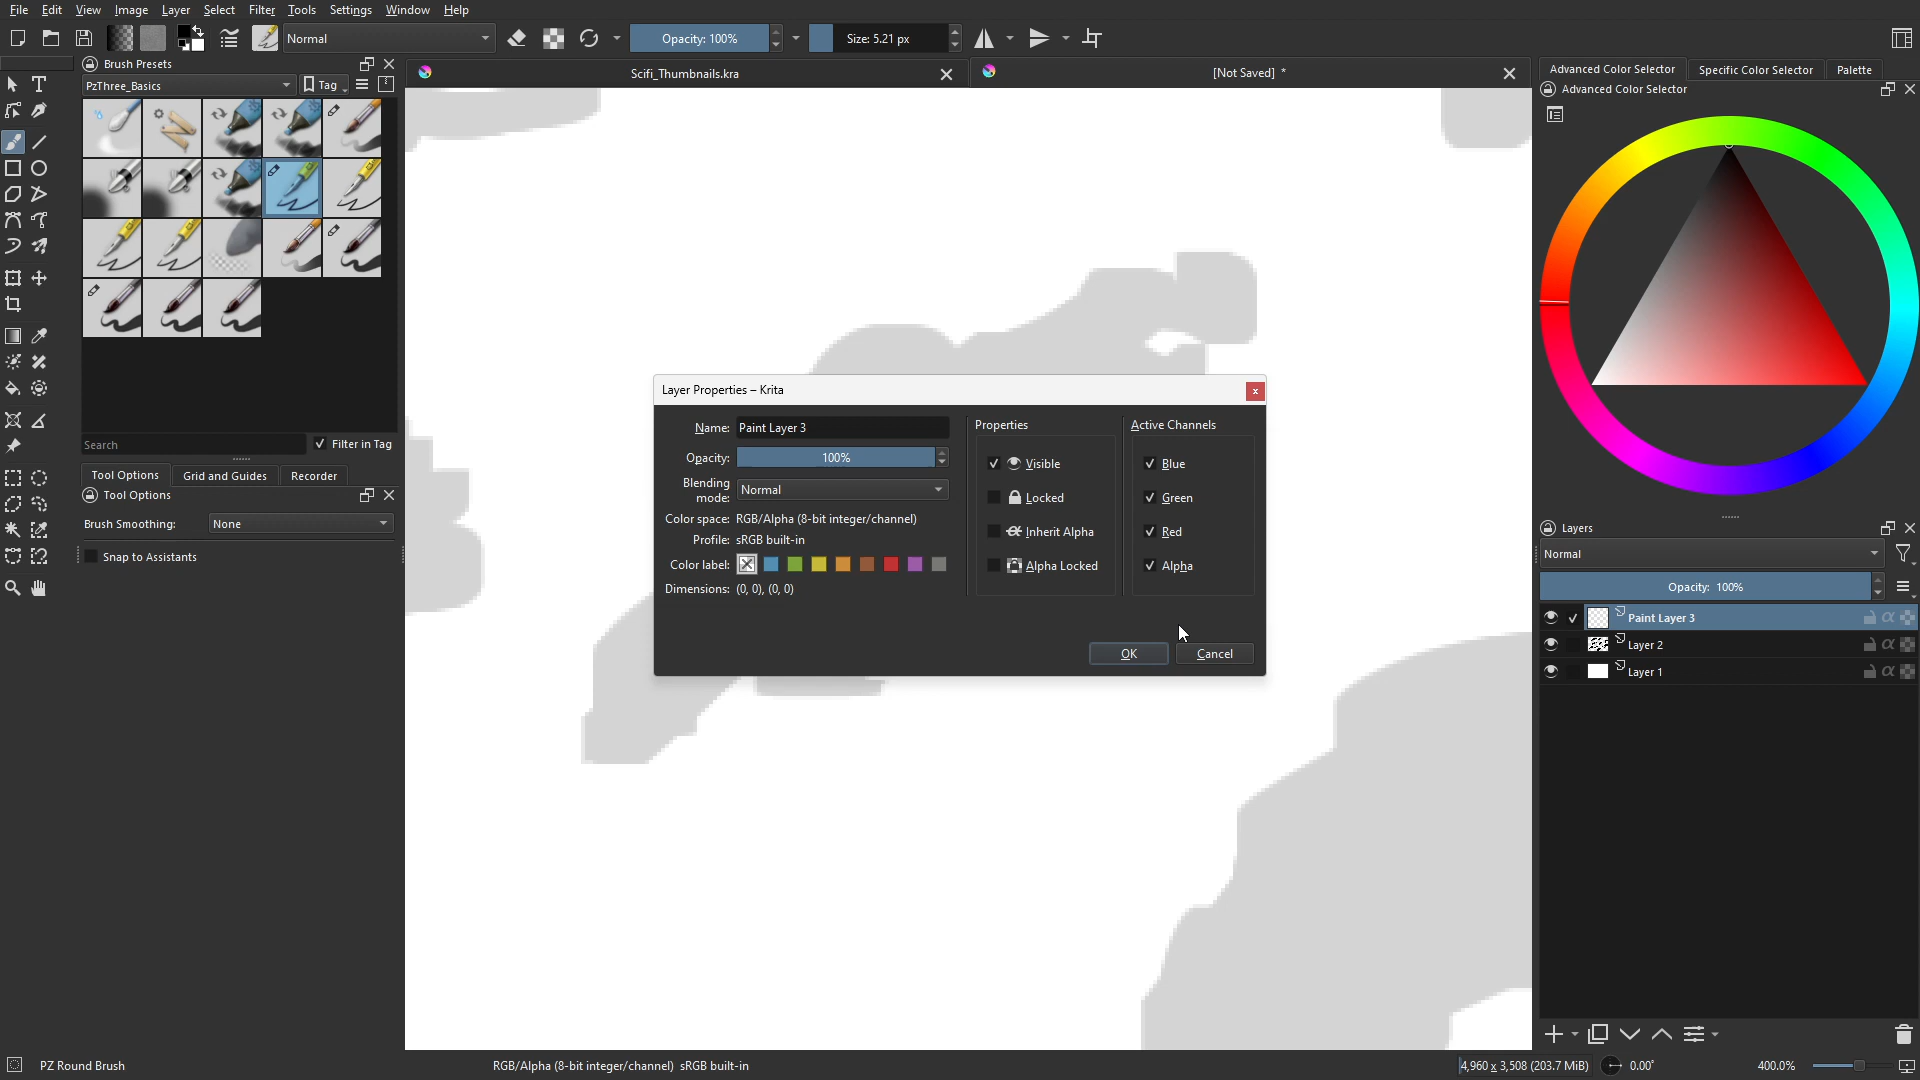 File Edit View Image Layer Select Filter Tools Settings Window Help
Normal Opacity: 100% Size: 5.21 px
Brush Presets
PzThree_Basics Tag
Search Filter in Tag
Tool Options Grid and Guides Recorder
Tool Options
Brush Smoothing: None
Snap to Assistants
Scifi_Thumbnails.kra [Not Saved] *
Layer Properties – Krita
Name: Paint Layer 3
Opacity: 100%
Blending mode: Normal
Color space: RGB/Alpha (8-bit integer/channel)
Profile: sRGB built-in
Color label:
Dimensions: (0, 0), (0, 0)
Properties
Visible
Locked
Inherit Alpha
Alpha Locked
Active Channels
Blue
Green
Red
Alpha
OK Cancel
Advanced Color Selector Specific Color Selector Palette
Advanced Color Selector
Layers
Normal
Opacity: 100%
Paint Layer 3
Layer 2
Layer 1
PZ Round Brush RGB/Alpha (8-bit integer/channel) sRGB built-in 4,960 x 3,508 (203.7 MiB) 0.00° 400.0%